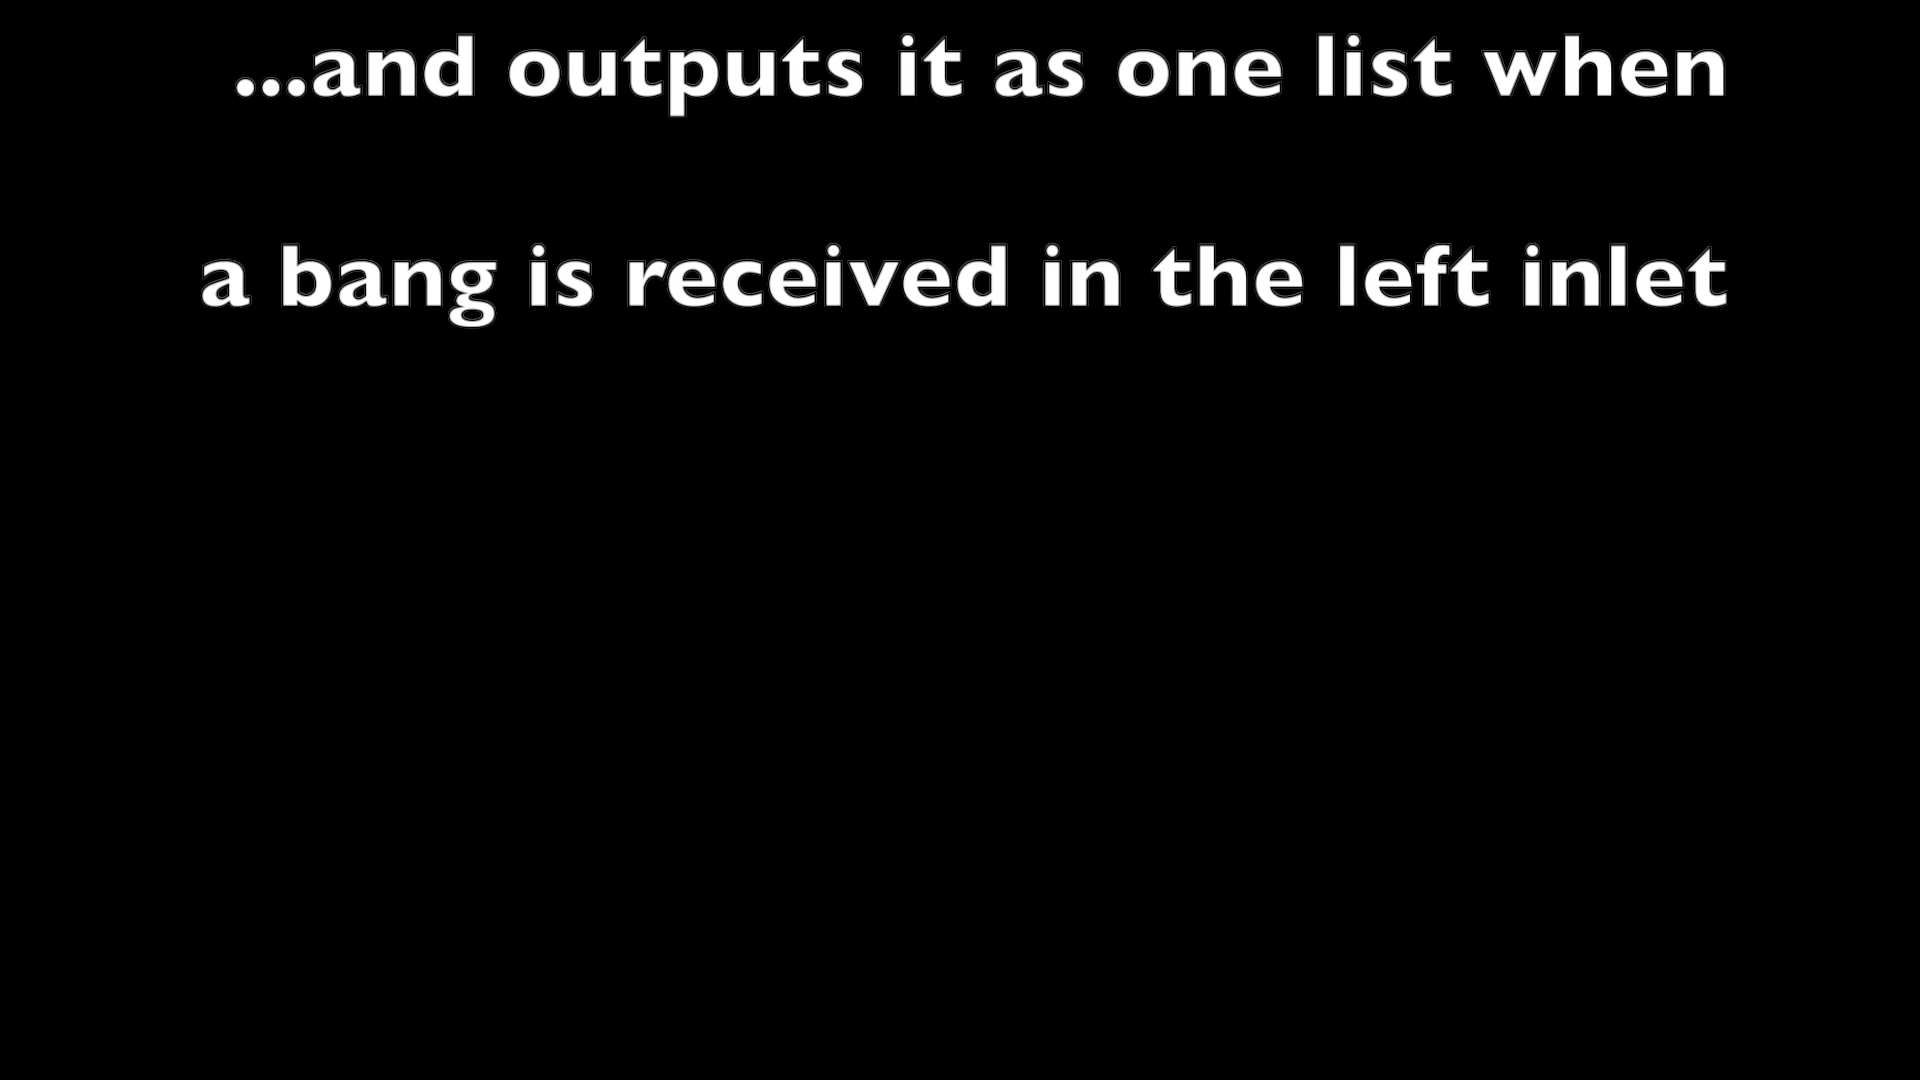 ...and outputs it as one list when
a bang is received in the left inlet